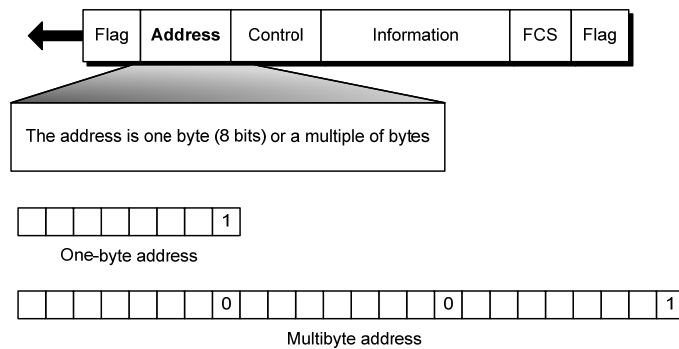 Flag Address Control Information FCS Flag
The address is one byte (8 bits) or a multiple of bytes
1
One-byte address
0 0 1
Multibyte address